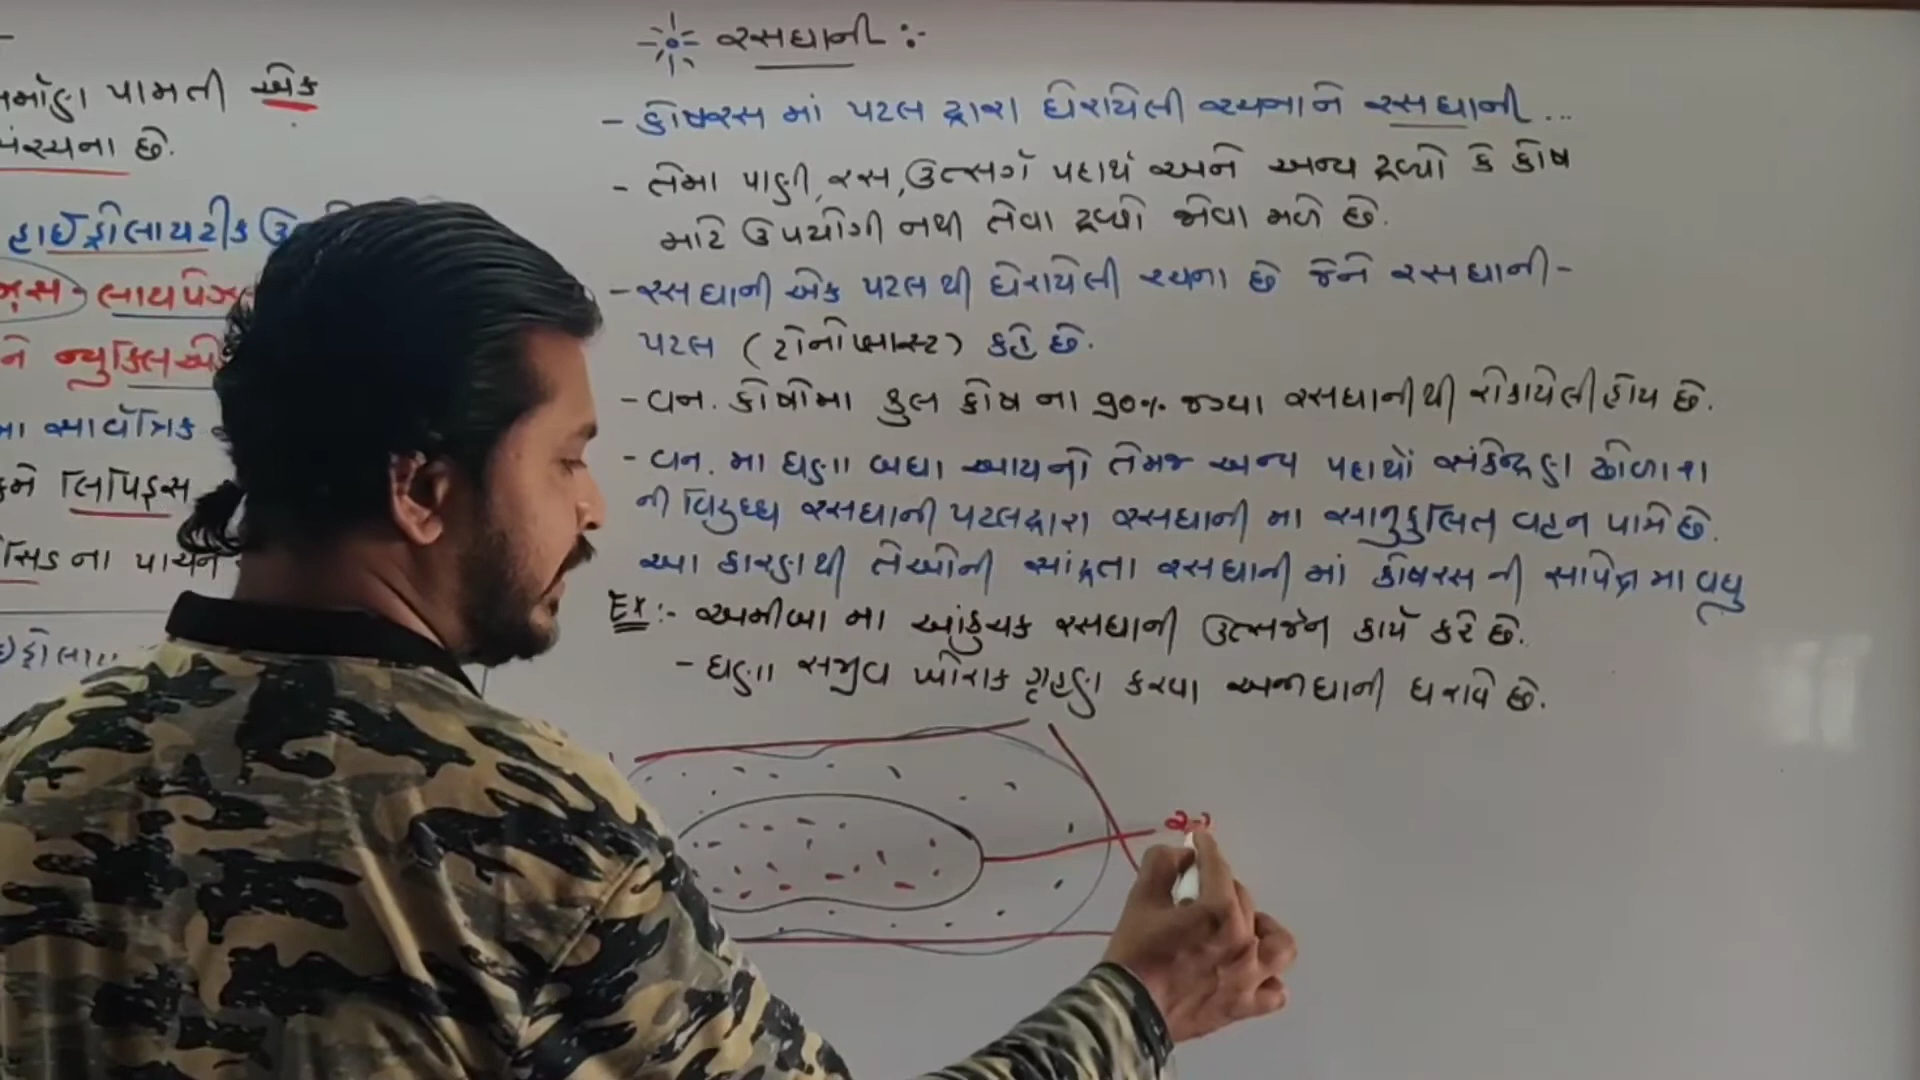 રસધાની :-
ર્માણ પામતી એક
સંરચના છે.
હાઈડ્રોલાયટીક
લાયપેઝ
ને ન્યુક્લિએ
મા સાર્વત્રિક
કમે લિપિડ્સ
સિડ ના પાચન
- કોષરસ માં પટલ દ્વારા ઘેરાયેલી રચનાને રસધાની...
- તેમા પાણી, રસ, ઉત્સર્ગ પદાર્થ અને અન્ય દ્રવ્યો કે કોષ
માટે ઉપયોગી નથી તેવા દ્રવ્યો જોવા મળે છે.
- રસધાની એક પટલ થી ઘેરાયેલી રચના છે જેને રસધાની-
પટલ (ટોનોપ્લાસ્ટ) કહે છે.
- વન. કોષોમા કુલ કોષ ના ૯૦% જગ્યા રસધાનીથી રોકાયેલી હોય છે.
- વન. મા ઘણા બધા આયનો તેમજ અન્ય પદાર્થો સંકેન્દ્રણ ઢોળાશ
ની વિરુધ્ધ રસધાની પટલદ્વારા રસધાની મા સાનુકુલિત વહન પામે છે.
આ કારણથી તેઓની સાંદ્રતા રસધાની માં કોષરસ ની સાપેક્ષ મા વધુ
Ex :- અમીબા ના આંકુચક રસધાની ઉત્સર્જન કાર્ય કરે છે.
- ઘણા સજીવ ખોરાક ગ્રહણ કરવા અન્નધાની ધરાવે છે.